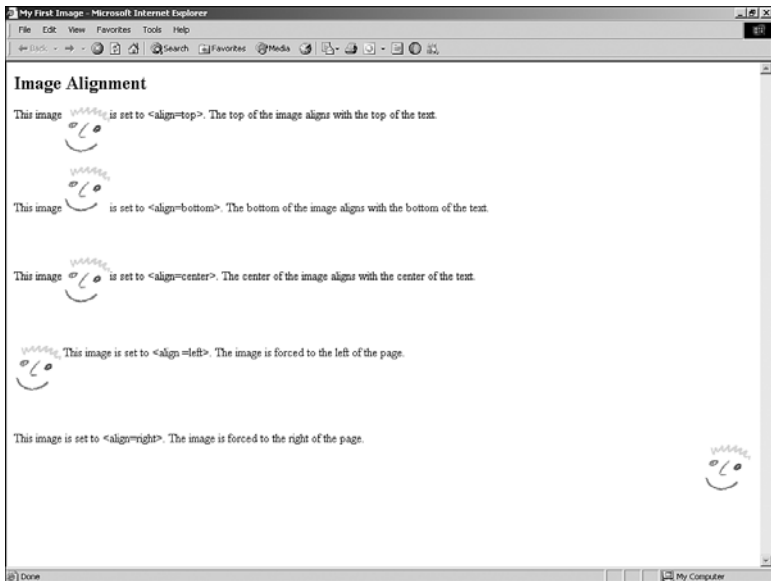 My First Image - Microsoft Internet Explorer
File Edit View Favorites Tools Help
Back Search Favorites Media
Image Alignment
This image is set to <align=top>. The top of the image aligns with the top of the text.
This image is set to <align=bottom>. The bottom of the image aligns with the bottom of the text.
This image is set to <align=center>. The center of the image aligns with the center of the text.
This image is set to <align =left>. The image is forced to the left of the page.
This image is set to <align=right>. The image is forced to the right of the page.
Done My Computer